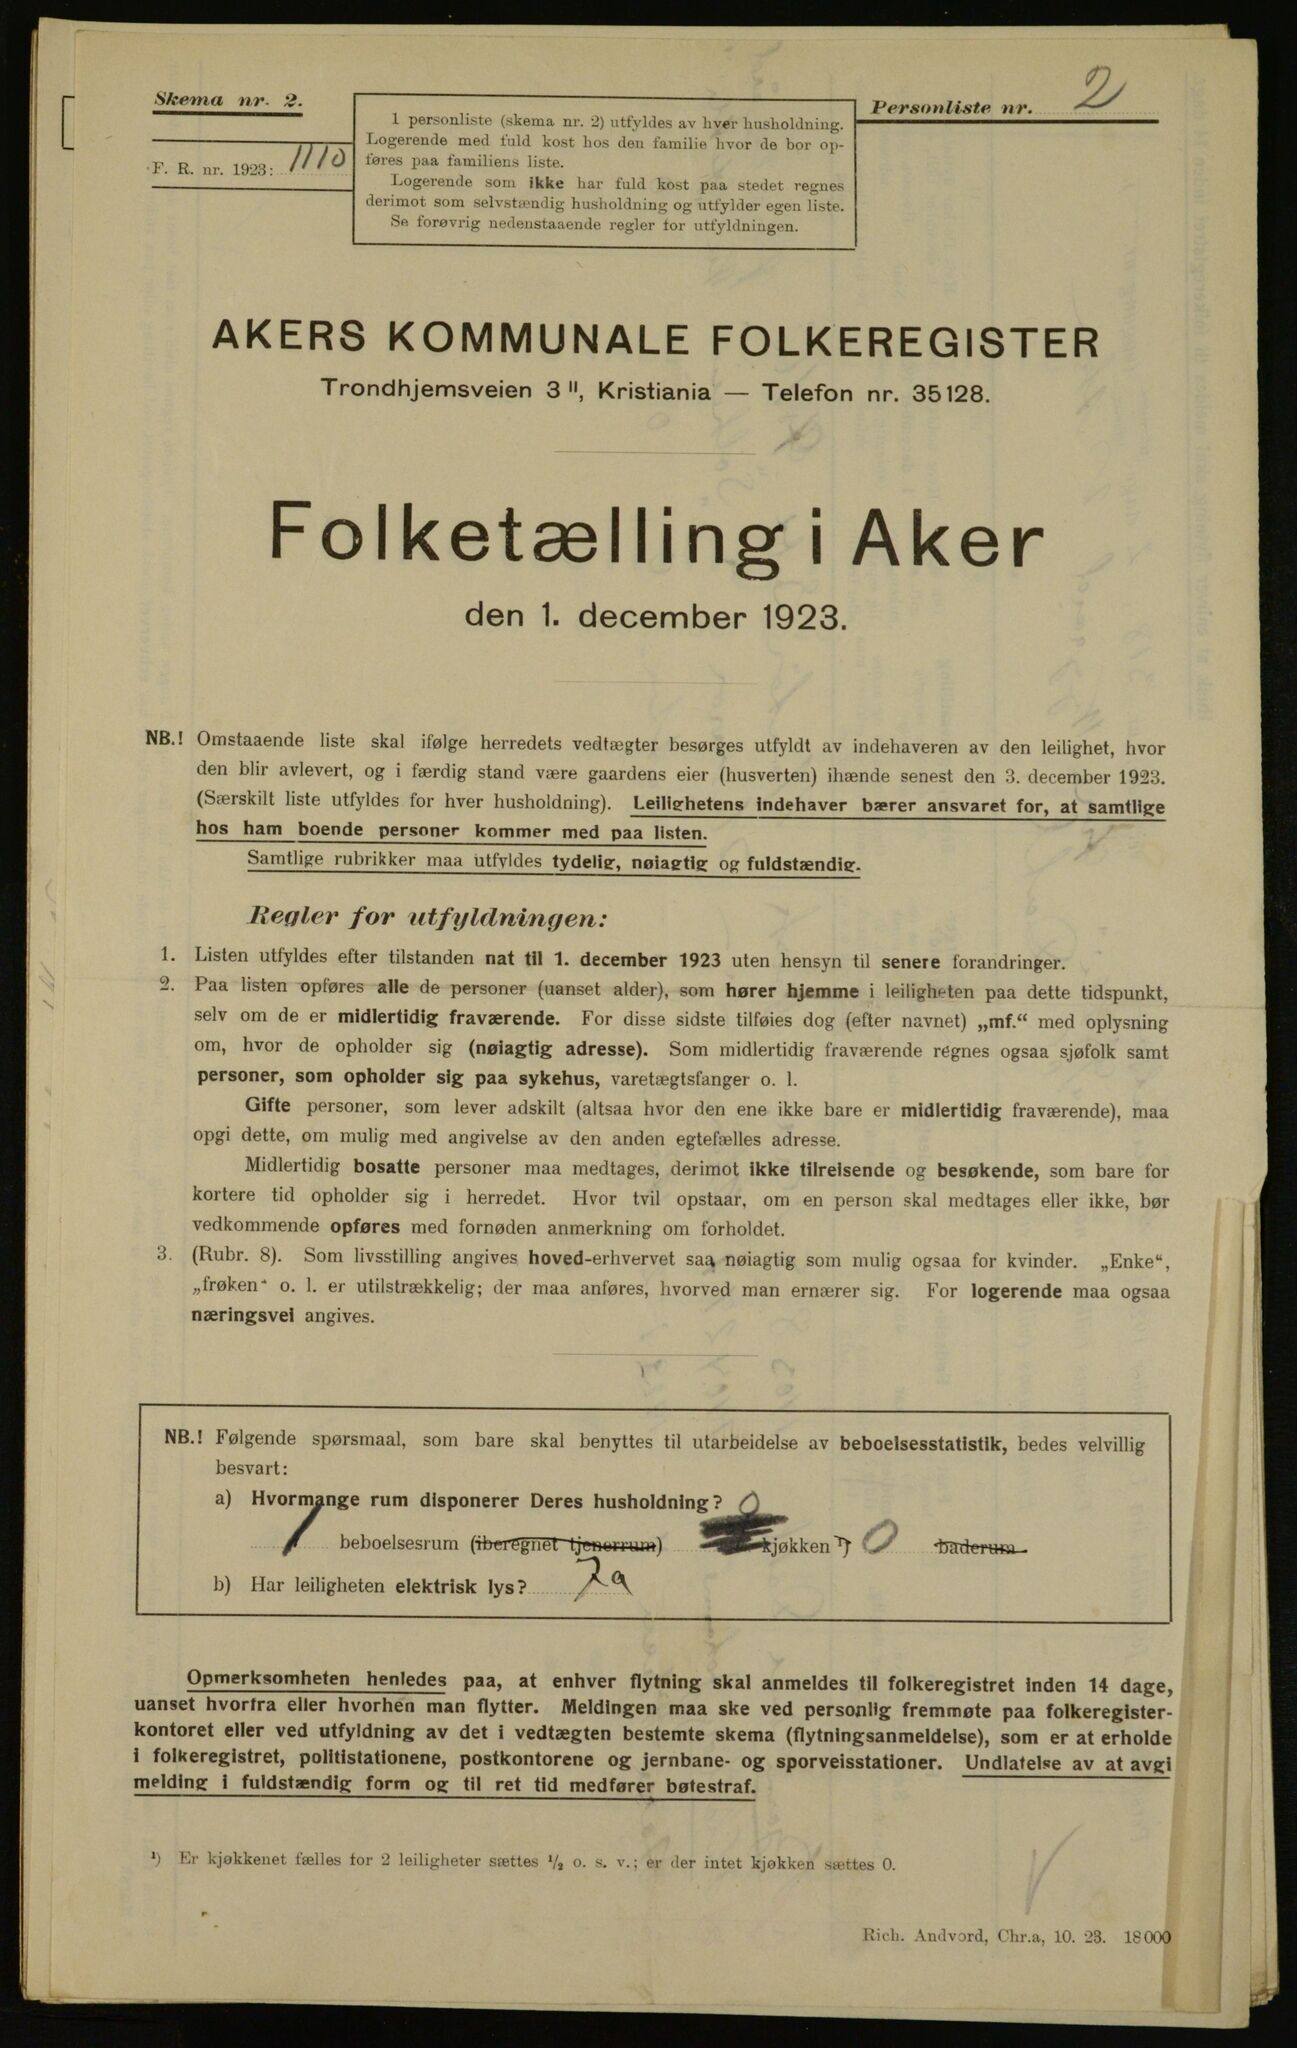 Skema nr. 2.
F. R. nr. 1923: 1110
1 personliste (skema nr. 2) utfyldes av hver husholdning.
Logerende med fuld kost hos den familie hvor de bor op-
føres paa familiens liste.
Logerende som ikke har fuld kost paa stedet regnes
derimot som selvstændig husholdning og utfylder egen liste.
Se forøvrig nedenstaaende regler for utfyldningen.
Personliste nr. 2
AKERS KOMMUNALE FOLKEREGISTER
Trondhjemsveien 3 II, Kristiania — Telefon nr. 35128.
Folketælling i Aker
den 1. december 1923.
NB.! Omstaaende liste skal ifølge herredets vedtægter besørges utfyldt av indehaveren av den leilighet, hvor
den blir avlevert, og i færdig stand være gaardens eier (husverten) ihænde senest den 3. december 1923.
(Særskilt liste utfyldes for hver husholdning). Leilighetens indehaver bærer ansvaret for, at samtlige
hos ham boende personer kommer med paa listen.
Samtlige rubrikker maa utfyldes tydelig, nøiagtig og fuldstændig.
Regler for utfyldningen:
1. Listen utfyldes efter tilstanden nat til 1. december 1923 uten hensyn til senere forandringer.
2. Paa listen opføres alle de personer (uanset alder), som hører hjemme i leiligheten paa dette tidspunkt,
selv om de er midlertidig fraværende. For disse sidste tilføies dog (efter navnet) „mf.“ med oplysning
om, hvor de opholder sig (nøiagtig adresse). Som midlertidig fraværende regnes ogsaa sjøfolk samt
personer, som opholder sig paa sykehus, varetægtsfanger o. l.
Gifte personer, som lever adskilt (altsaa hvor den ene ikke bare er midlertidig fraværende), maa
opgi dette, om mulig med angivelse av den anden egtefælles adresse.
Midlertidig bosatte personer maa medtages, derimot ikke tilreisende og besøkende, som bare for
kortere tid opholder sig i herredet. Hvor tvil opstaar, om en person skal medtages eller ikke, bør
vedkommende opføres med fornøden anmerkning om forholdet.
3. (Rubr. 8). Som livsstilling angives hoved-erhvervet saa nøiagtig som mulig ogsaa for kvinder. „Enke“,
„frøken“ o. l. er utilstrækkelig; der maa anføres, hvorved man ernærer sig. For logerende maa ogsaa
næringsvei angives.
NB.! Følgende spørsmaal, som bare skal benyttes til utarbeidelse av beboelsesstatistik, bedes velvillig
besvart:
a) Hvormange rum disponerer Deres husholdning? 0
1 beboelsesrum (iberegnet tjenerrum) kjøkken ¹) 0 baderum
b) Har leiligheten elektrisk lys? Ja
Opmerksomheten henledes paa, at enhver flytning skal anmeldes til folkeregistret inden 14 dage,
uanset hvorfra eller hvorhen man flytter. Meldingen maa ske ved personlig fremmøte paa folkeregister-
kontoret eller ved utfyldning av det i vedtægten bestemte skema (flytningsanmeldelse), som er at erholde
i folkeregistret, politistationene, postkontorene og jernbane- og sporveisstationer. Undlatelse av at avgi
melding i fuldstændig form og til ret tid medfører bøtestraf.
¹) Er kjøkkenet fælles for 2 leiligheter sættes ½ o. s. v.; er der intet kjøkken sættes 0.
Rich. Andvord, Chr.a, 10. 23. 18000